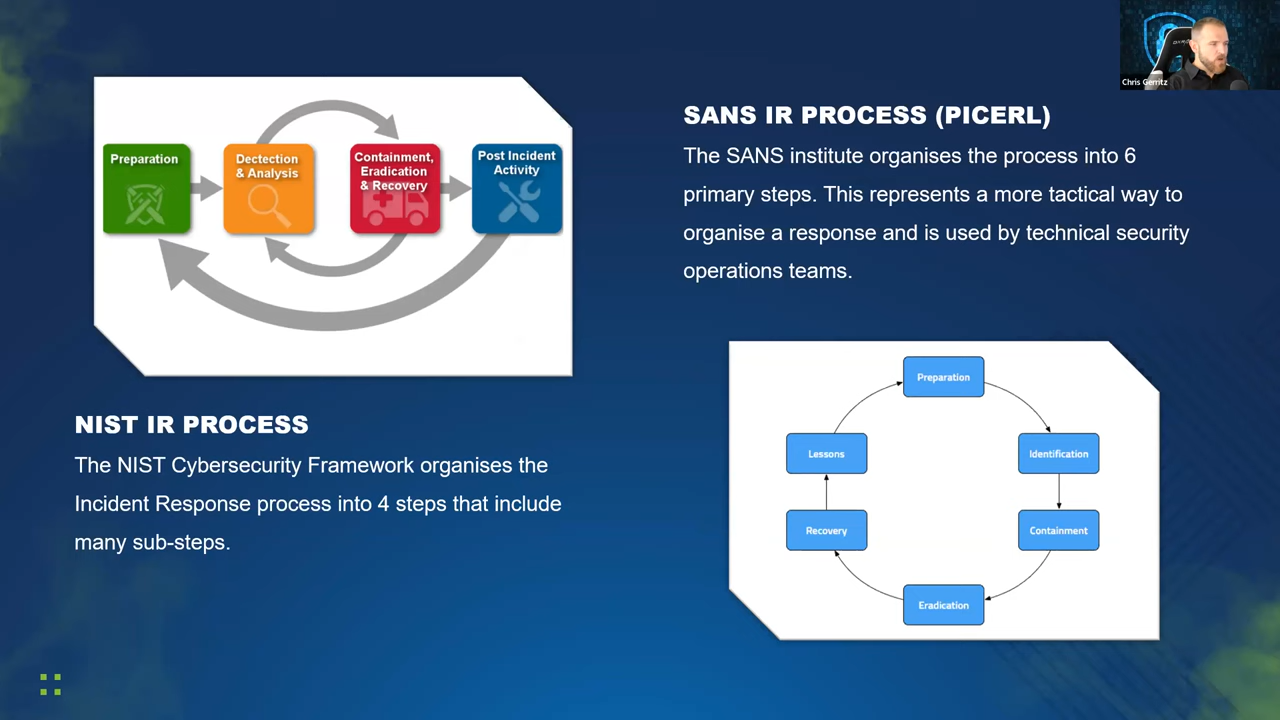 Chris Gerritz
Preparation
Dectection
& Analysis
Containment,
Eradication
& Recovery
Post Incident
Activity
NIST IR PROCESS
The NIST Cybersecurity Framework organises the
Incident Response process into 4 steps that include
many sub-steps.
SANS IR PROCESS (PICERL)
The SANS institute organises the process into 6
primary steps. This represents a more tactical way to
organise a response and is used by technical security
operations teams.
Preparation
Lessons
Identification
Recovery
Containment
Eradication